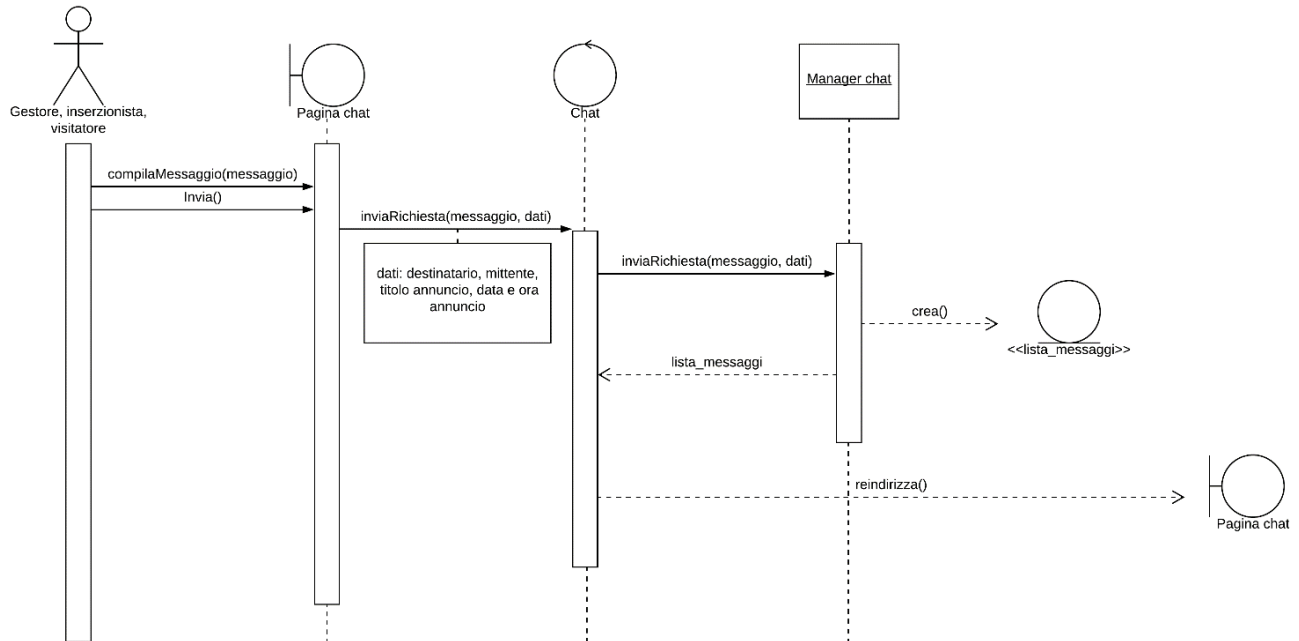 Gestore, inserzionista,
visitatore
Pagina chat
Chat
Manager chat
compilaMessaggio(messaggio)
Invia()
inviaRichiesta(messaggio, dati)
dati: destinatario, mittente,
titolo annuncio, data e ora
annuncio
inviaRichiesta(messaggio, dati)
crea()
<<lista_messaggi>>
lista_messaggi
reindirizza()
Pagina chat